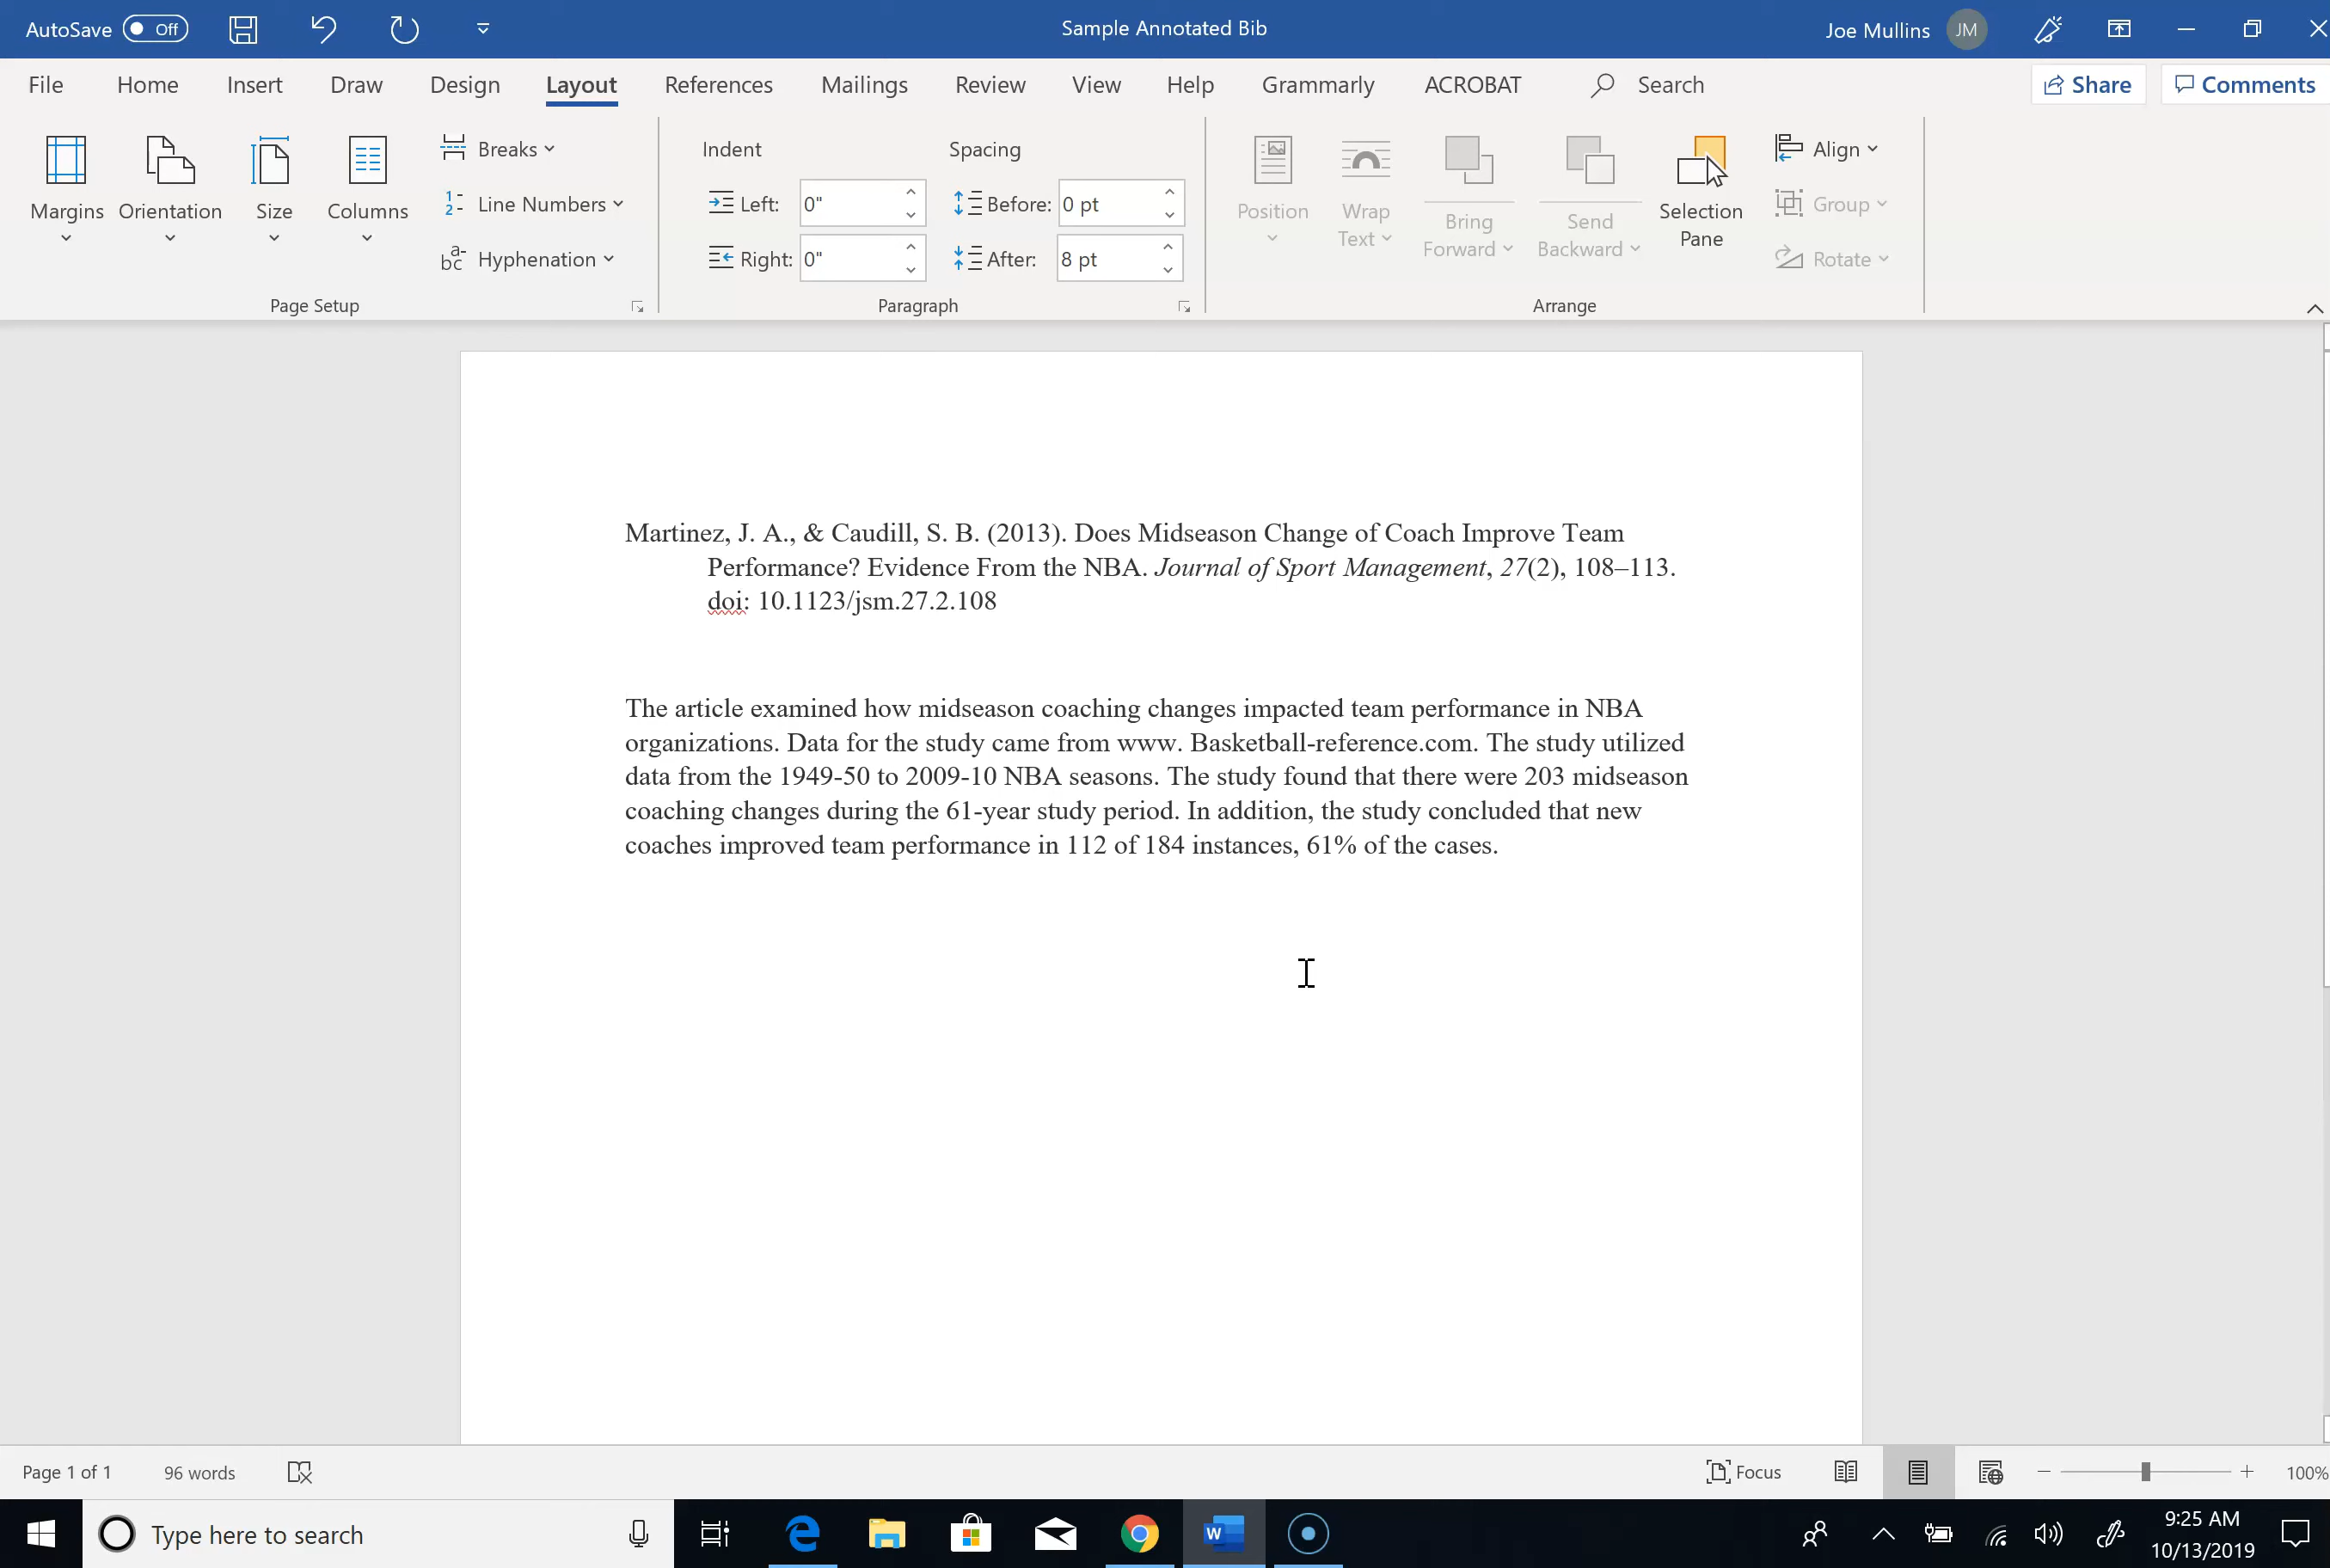 AutoSave Off Sample Annotated Bib Joe Mullins JM
File Home Insert Draw Design Layout References Mailings Review View Help Grammarly ACROBAT Search Share Comments
Margins Orientation Size Columns
Breaks
Line Numbers
Hyphenation
Page Setup
Indent Spacing
Left: 0" Before: 0 pt
Right: 0" After: 8 pt
Paragraph
Position Wrap Text Bring Forward Send Backward Selection Pane
Align
Group
Rotate
Arrange
Martinez, J. A., & Caudill, S. B. (2013). Does Midseason Change of Coach Improve Team
Performance? Evidence From the NBA. Journal of Sport Management, 27(2), 108–113.
doi: 10.1123/jsm.27.2.108
The article examined how midseason coaching changes impacted team performance in NBA
organizations. Data for the study came from www. Basketball-reference.com. The study utilized
data from the 1949-50 to 2009-10 NBA seasons. The study found that there were 203 midseason
coaching changes during the 61-year study period. In addition, the study concluded that new
coaches improved team performance in 112 of 184 instances, 61% of the cases.
Page 1 of 1 96 words Focus 100%
Type here to search
9:25 AM
10/13/2019